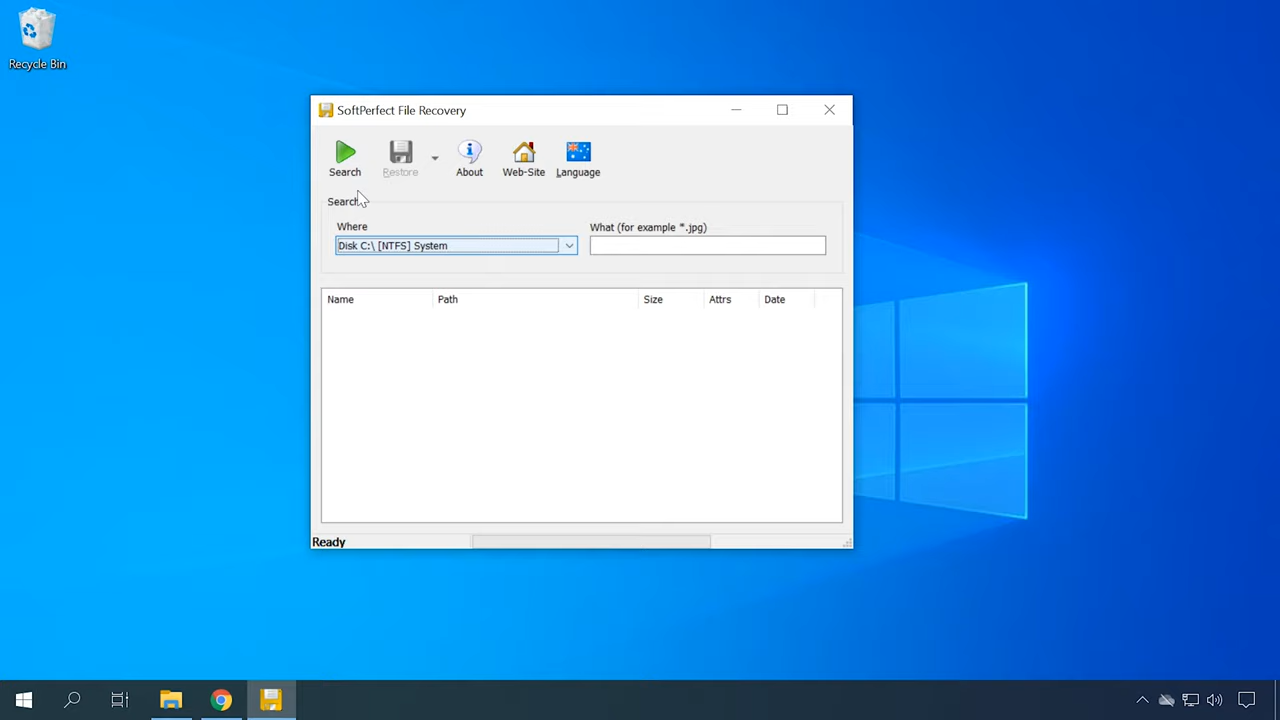 Recycle Bin
SoftPerfect File Recovery
Search Restore About Web-Site Language
Search
Where What (for example *.jpg)
Disk C:\ [NTFS] System
Name Path Size Attrs Date
Ready